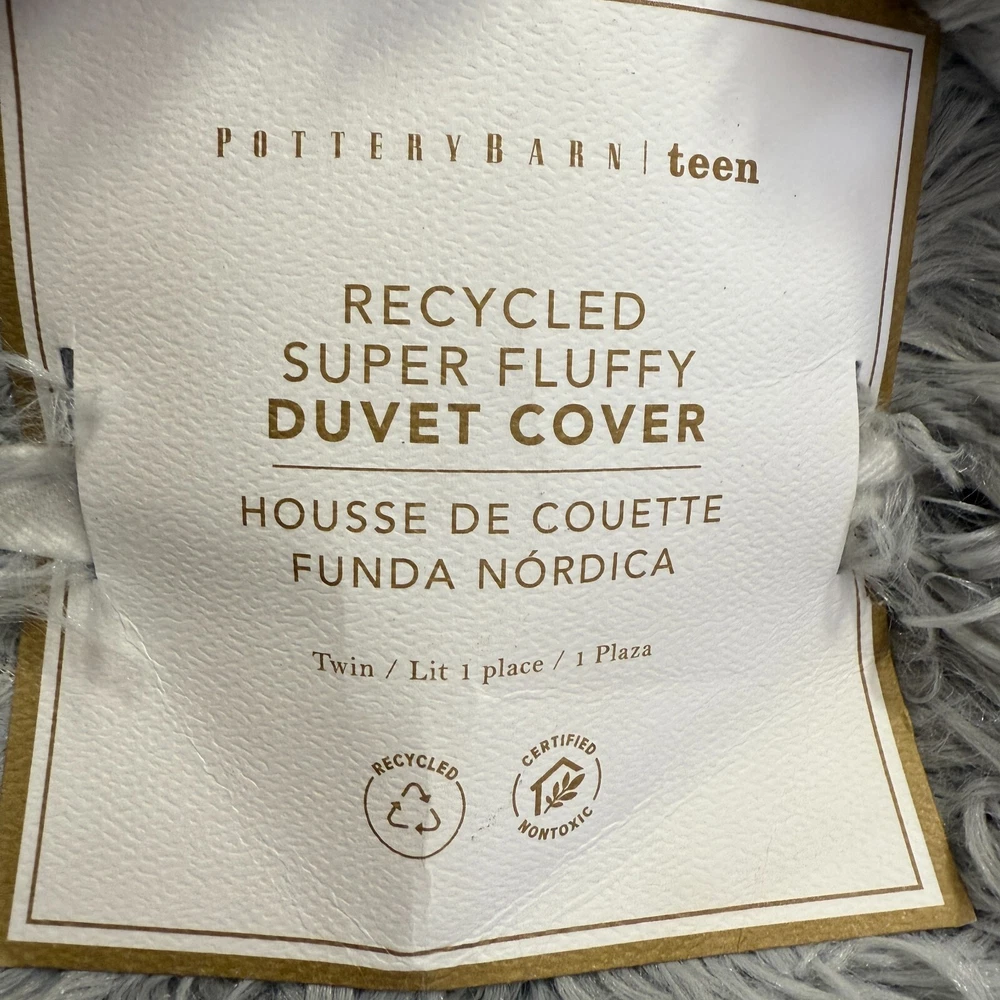 POTTERYBARN | teen
RECYCLED
SUPER FLUFFY
DUVET COVER
HOUSSE DE COUETTE
FUNDA NÓRDICA
Twin / Lit 1 place / 1 Plaza
RECYCLED
CERTIFIED
NONTOXIC